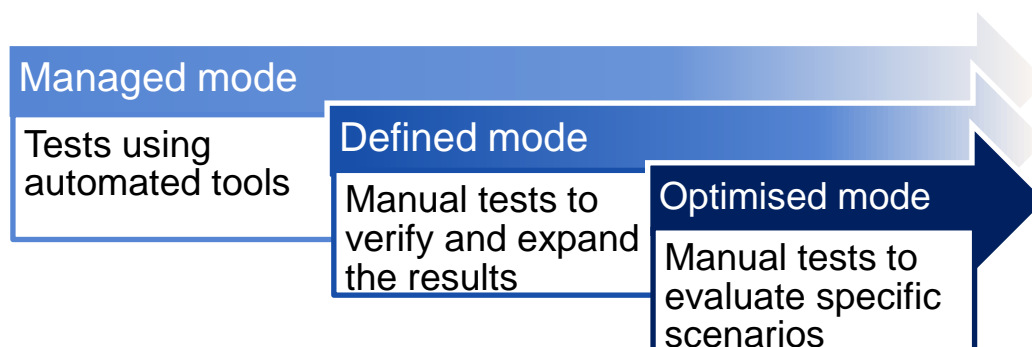 Managed mode
Tests using
automated tools
Defined mode
Manual tests to
verify and expand
the results
Optimised mode
Manual tests to
evaluate specific
scenarios